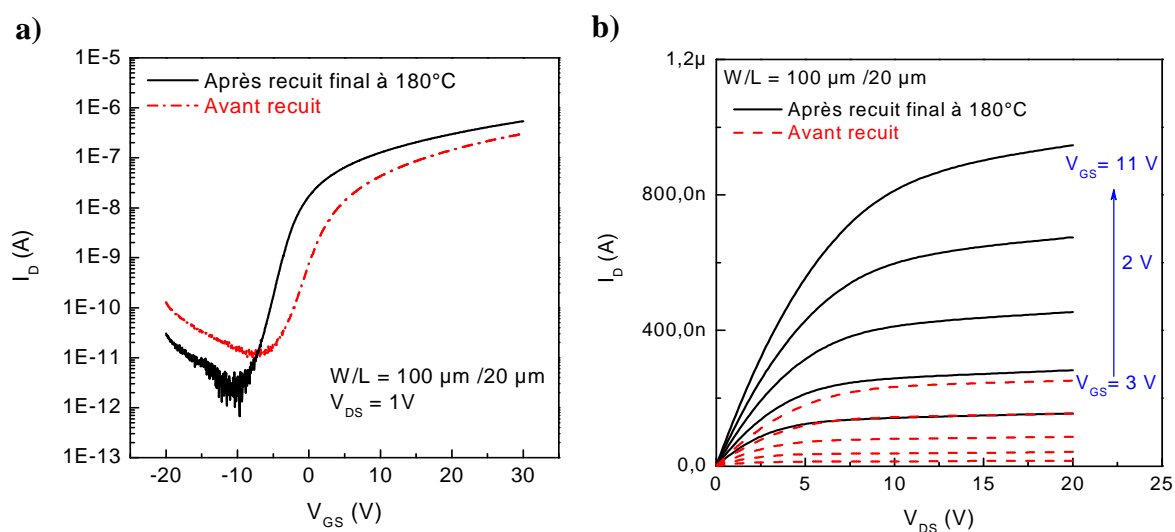 a)
1E-5
1E-6
1E-7
1E-8
1E-9
1E-10
1E-11
1E-12
1E-13
I_D (A)
Après recuit final à 180°C
Avant recuit
W/L = 100 µm /20 µm
V_DS = 1V
-20 -10 0 10 20 30
V_GS (V)
b)
1,2µ
800,0n
400,0n
0,0
I_D (A)
W/L = 100 µm /20 µm
Après recuit final à 180°C
Avant recuit
V_GS= 11 V
2 V
V_GS= 3 V
0 5 10 15 20 25
V_DS (V)